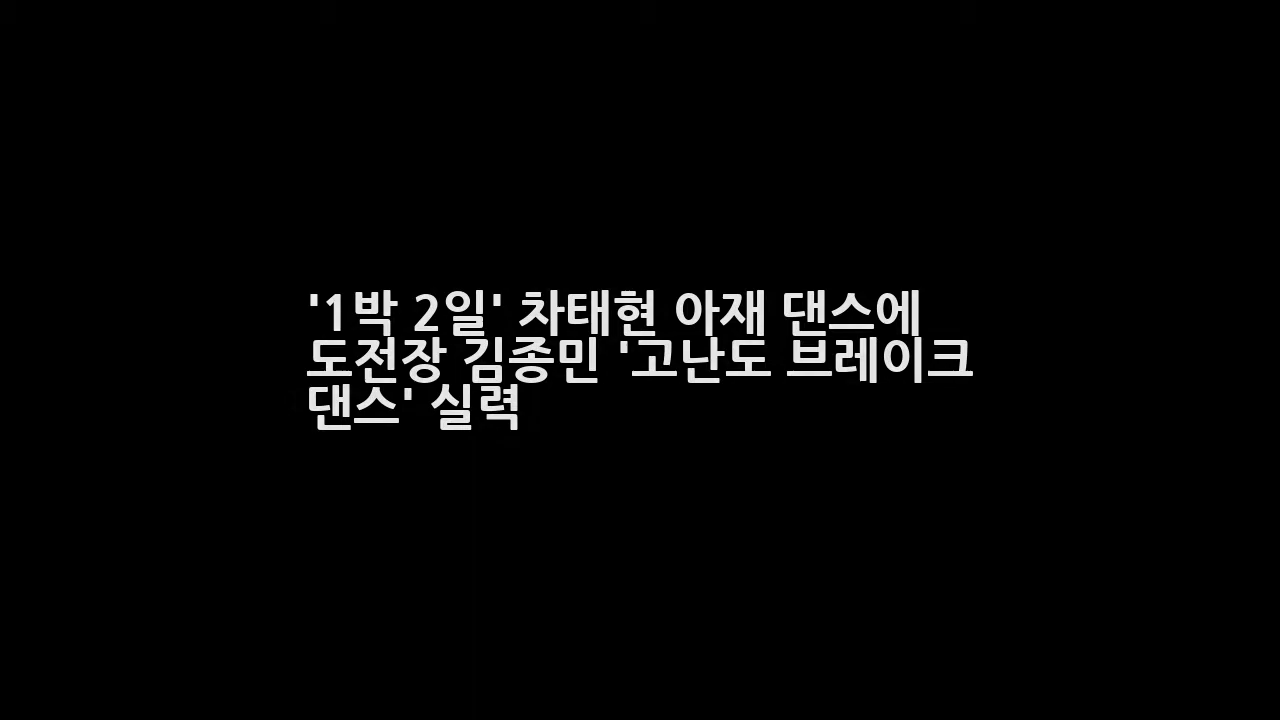 '1박 2일' 차태현 아재 댄스에
도전장 김종민 '고난도 브레이크
댄스' 실력